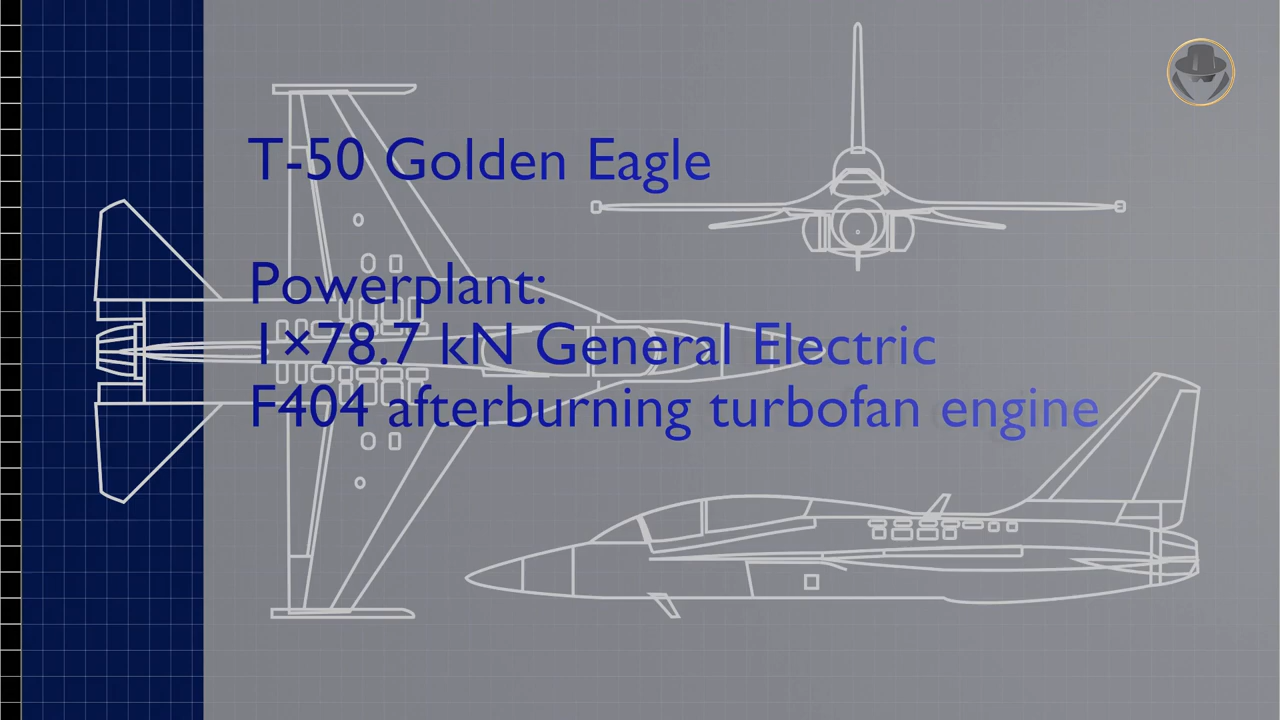 T-50 Golden Eagle
Powerplant:
1×78.7 kN General Electric
F404 afterburning turbofan engine